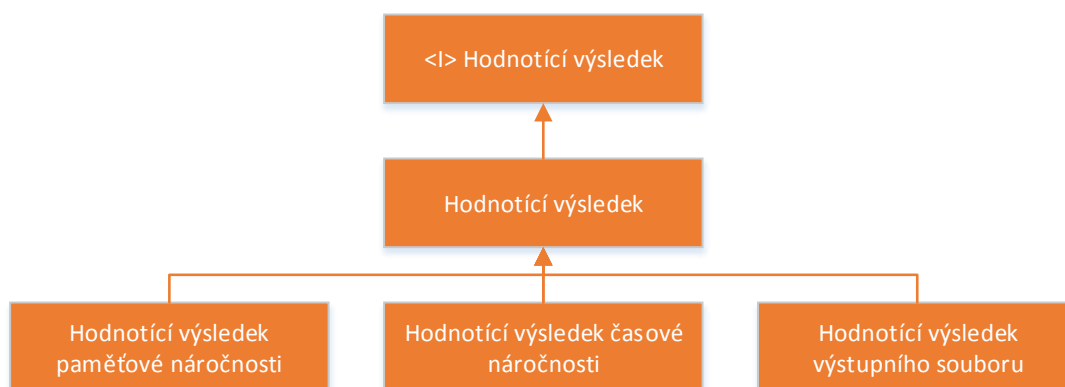 <I> Hodnotící výsledek
Hodnotící výsledek
Hodnotící výsledek
paměťové náročnosti
Hodnotící výsledek časové
náročnosti
Hodnotící výsledek
výstupního souboru